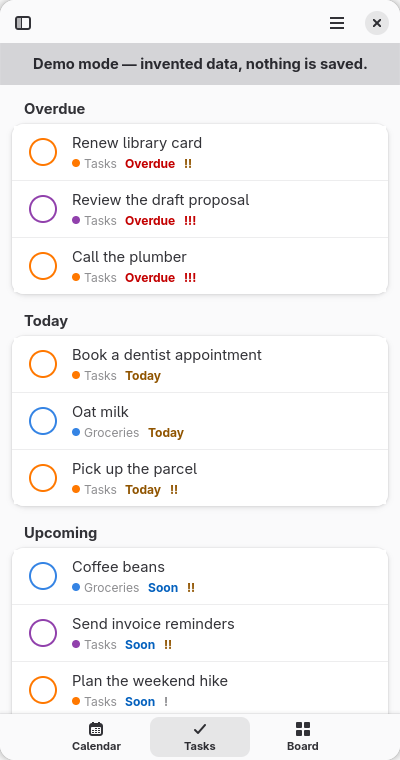 Demo mode — invented data, nothing is saved.
Overdue
Renew library card
Tasks Overdue !!
Review the draft proposal
Tasks Overdue !!!
Call the plumber
Tasks Overdue !!!
Today
Book a dentist appointment
Tasks Today
Oat milk
Groceries Today
Pick up the parcel
Tasks Today !!
Upcoming
Coffee beans
Groceries Soon !!
Send invoice reminders
Tasks Soon !!
Plan the weekend hike
Tasks Soon !
Calendar Tasks Board